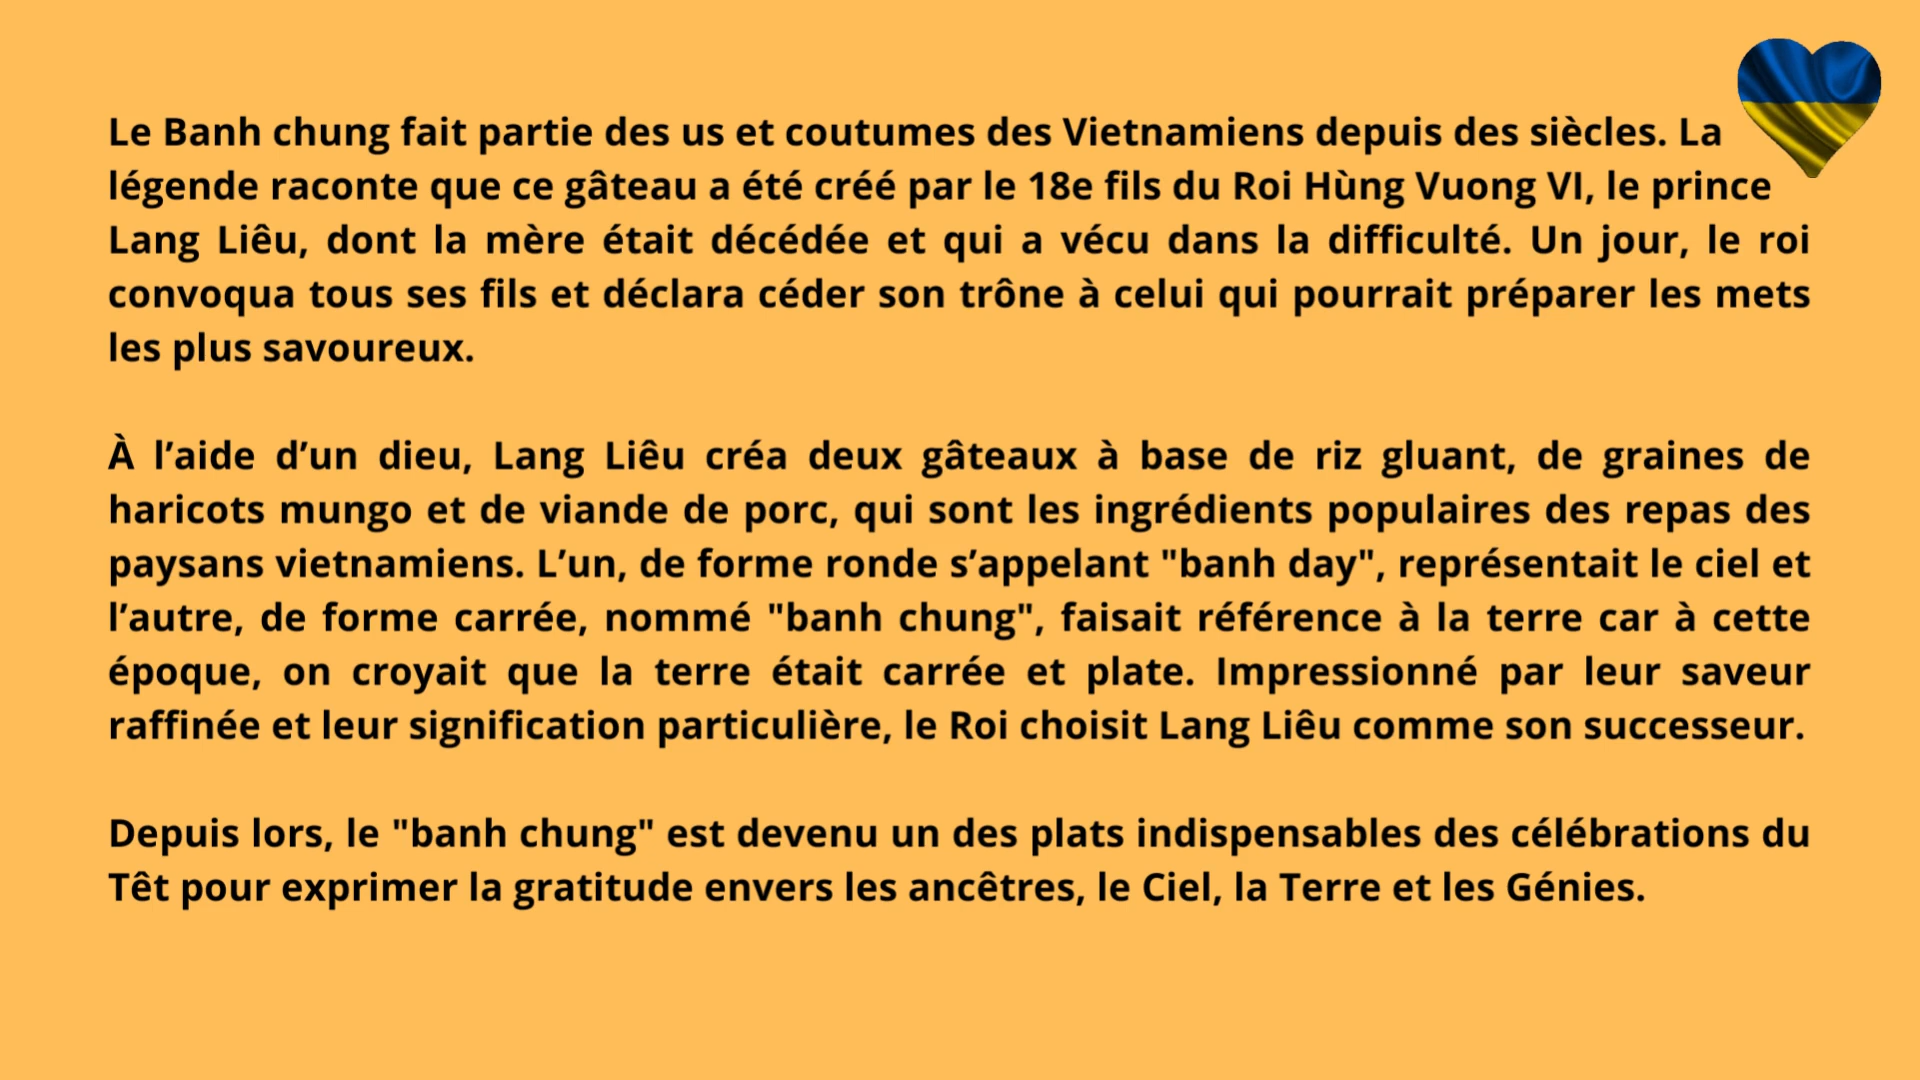 Le Banh chung fait partie des us et coutumes des Vietnamiens depuis des siècles. La
légende raconte que ce gâteau a été créé par le 18e fils du Roi Hùng Vuong VI, le prince
Lang Liêu, dont la mère était décédée et qui a vécu dans la difficulté. Un jour, le roi
convoqua tous ses fils et déclara céder son trône à celui qui pourrait préparer les mets
les plus savoureux.
À l’aide d’un dieu, Lang Liêu créa deux gâteaux à base de riz gluant, de graines de
haricots mungo et de viande de porc, qui sont les ingrédients populaires des repas des
paysans vietnamiens. L’un, de forme ronde s’appelant "banh day", représentait le ciel et
l’autre, de forme carrée, nommé "banh chung", faisait référence à la terre car à cette
époque, on croyait que la terre était carrée et plate. Impressionné par leur saveur
raffinée et leur signification particulière, le Roi choisit Lang Liêu comme son successeur.
Depuis lors, le "banh chung" est devenu un des plats indispensables des célébrations du
Têt pour exprimer la gratitude envers les ancêtres, le Ciel, la Terre et les Génies.